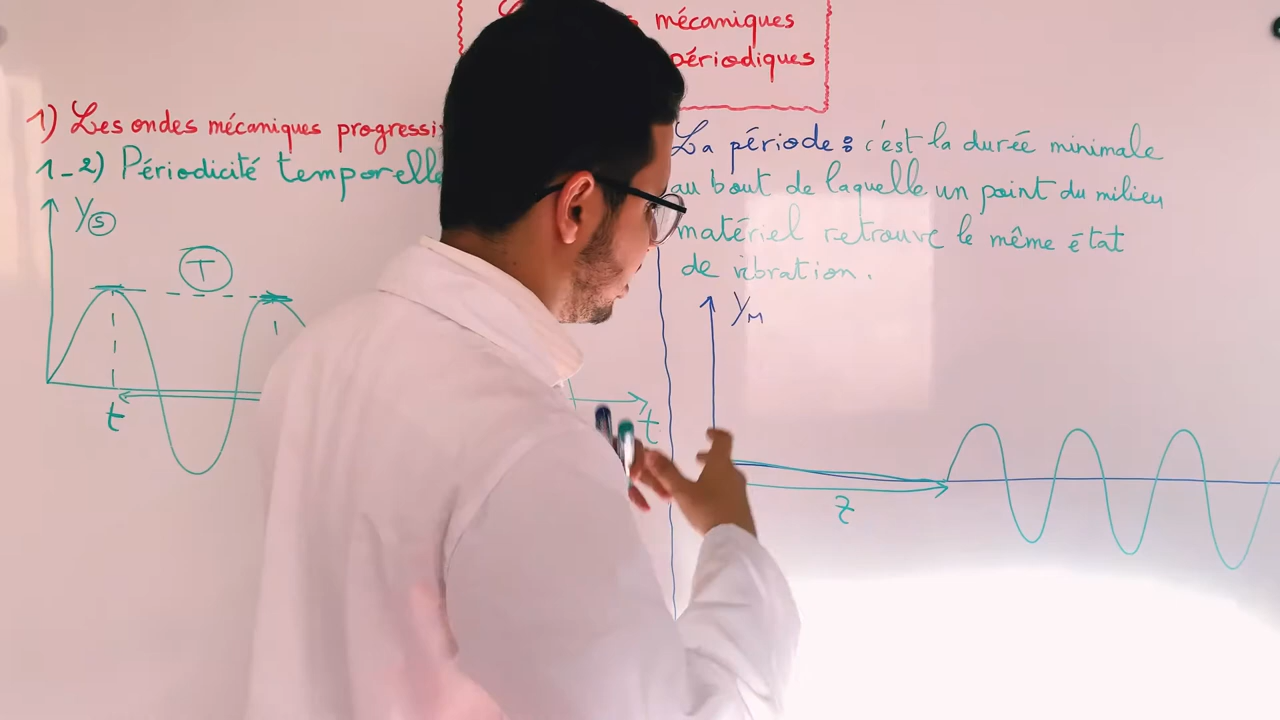 mécaniques
périodiques
1) Les ondes mécaniques progressi
1-2) Périodicité temporelle
y(s)
T
t
t
La période : c'est la durée minimale
au bout de laquelle un point du milieu
matériel retrouve le même état
de vibration.
yM
z